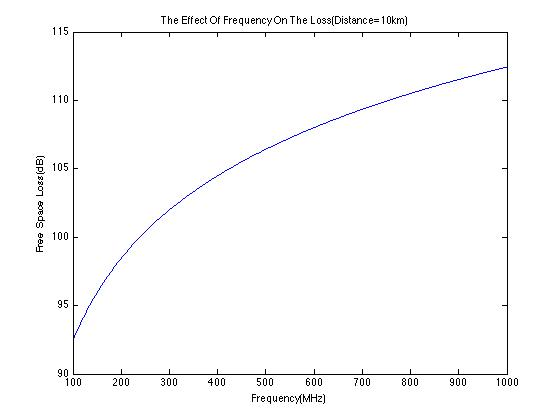 The Effect Of Frequency On The Loss(Distance=10km)
115
110
105
100
95
90
Free Space Loss(dB)
100 200 300 400 500 600 700 800 900 1000
Frequency(MHz)